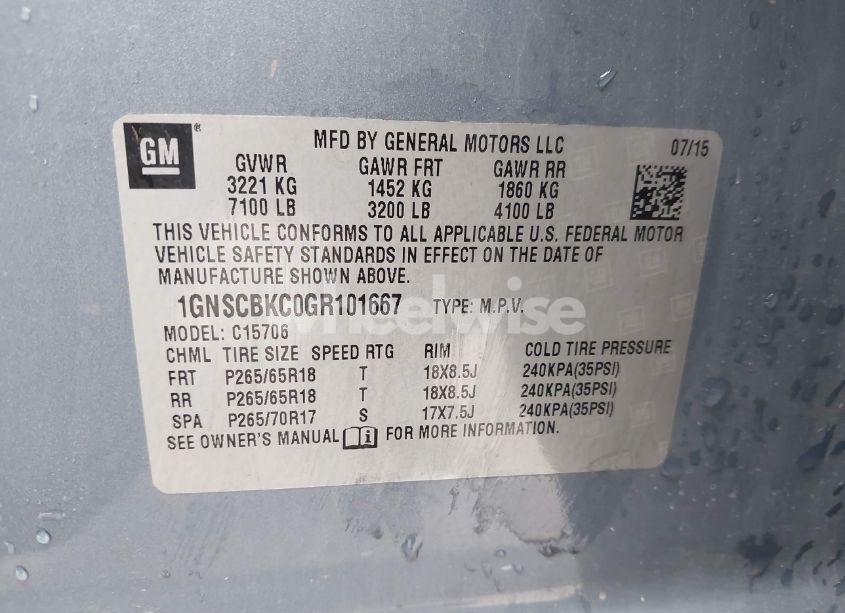 GM ®
MFD BY GENERAL MOTORS LLC 07/15
GVWR GAWR FRT GAWR RR
3221 KG 1452 KG 1860 KG
7100 LB 3200 LB 4100 LB
THIS VEHICLE CONFORMS TO ALL APPLICABLE U.S. FEDERAL MOTOR
VEHICLE SAFETY STANDARDS IN EFFECT ON THE DATE OF
MANUFACTURE SHOWN ABOVE.
1GNSCBKC0GR101667 TYPE: M.P.V.
wheelwise
MODEL: C15706
CHML TIRE SIZE SPEED RTG RIM COLD TIRE PRESSURE
FRT P265/65R18 T 18X8.5J 240KPA(35PSI)
RR P265/65R18 T 18X8.5J 240KPA(35PSI)
SPA P265/70R17 S 17X7.5J 240KPA(35PSI)
SEE OWNER'S MANUAL i FOR MORE INFORMATION.